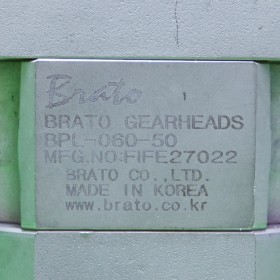 Brato
BRATO GEARHEADS
BPL-060-50
MFG.NO:FIFE27022
BRATO CO.,LTD.
MADE IN KOREA
www.brato.co.kr